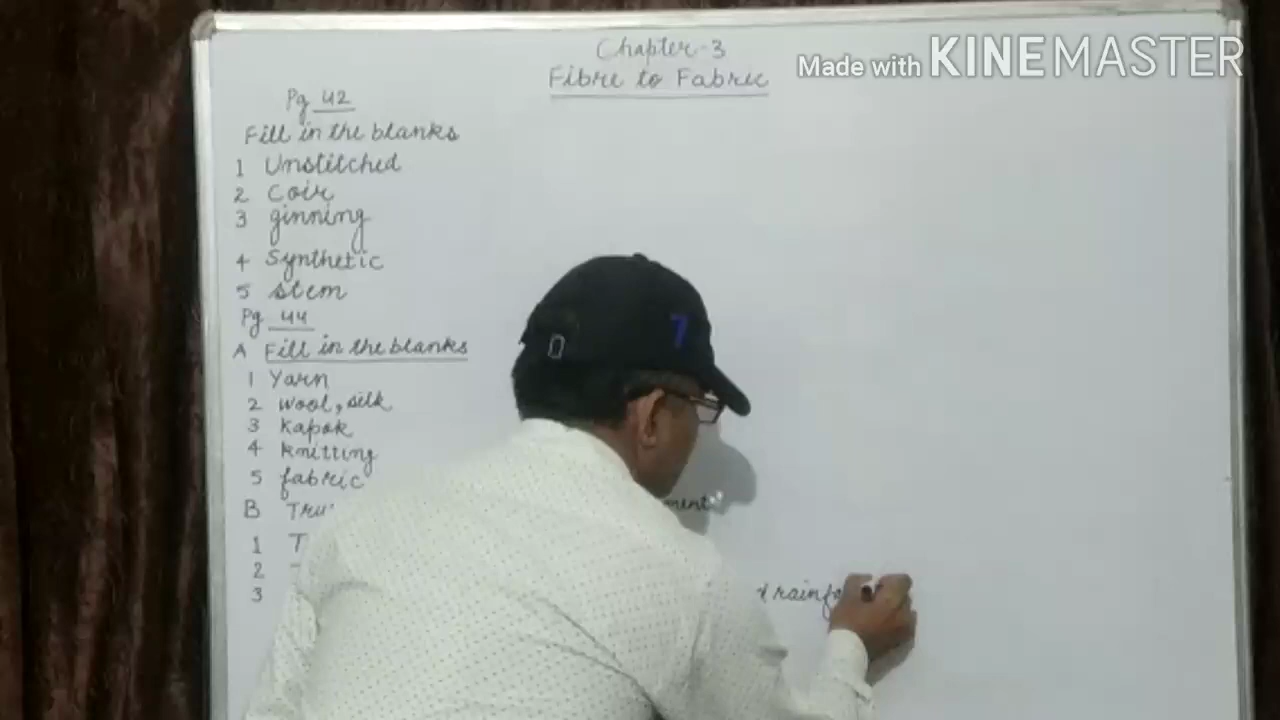 Chapter-3
Fibre to Fabric
Made with KINEMASTER
Pg 42
Fill in the blanks
1 Unstitched
2 Coir
3 ginning
4 Synthetic
5 stem
Pg 44
A Fill in the blanks
1 Yarn
2 wool, silk
3 kapok
4 knitting
5 fabric
B
1
2
3
0
7